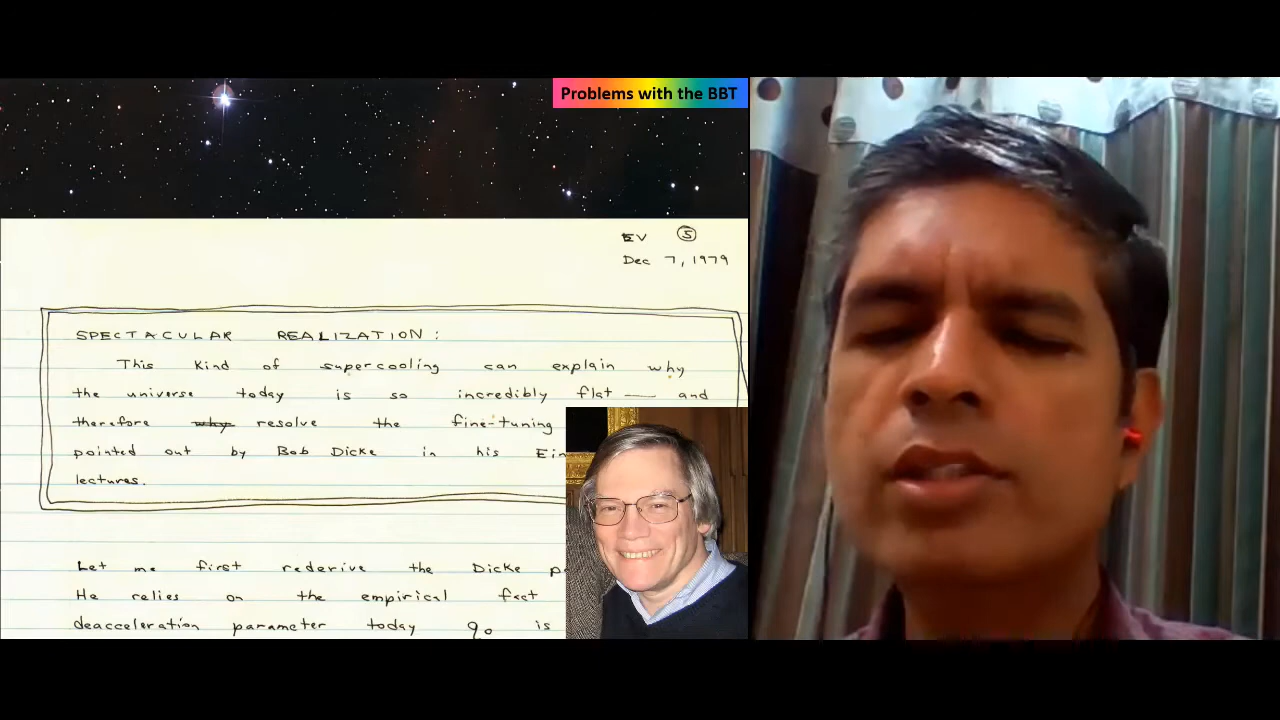 Problems with the BBT
EV 5
Dec 7, 1979
SPECTACULAR REALIZATION:
This kind of supercooling can explain why
the universe today is so incredibly flat — and
therefore why resolve the fine-tuning
pointed out by Bob Dicke in his Ein
lectures.
Let me first rederive the Dicke
He relies on the empirical fact
deacceleration parameter today q₀ is